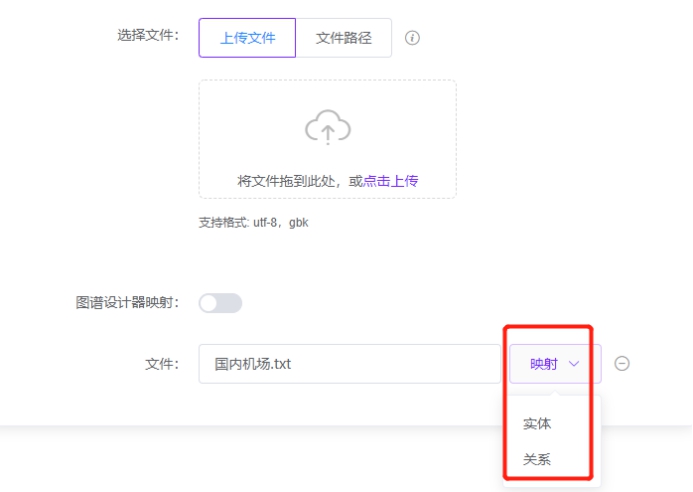 选择文件： 上传文件 文件路径
将文件拖到此处，或点击上传
支持格式: utf-8，gbk
图谱设计器映射：
文件： 国内机场.txt 映射
实体
关系